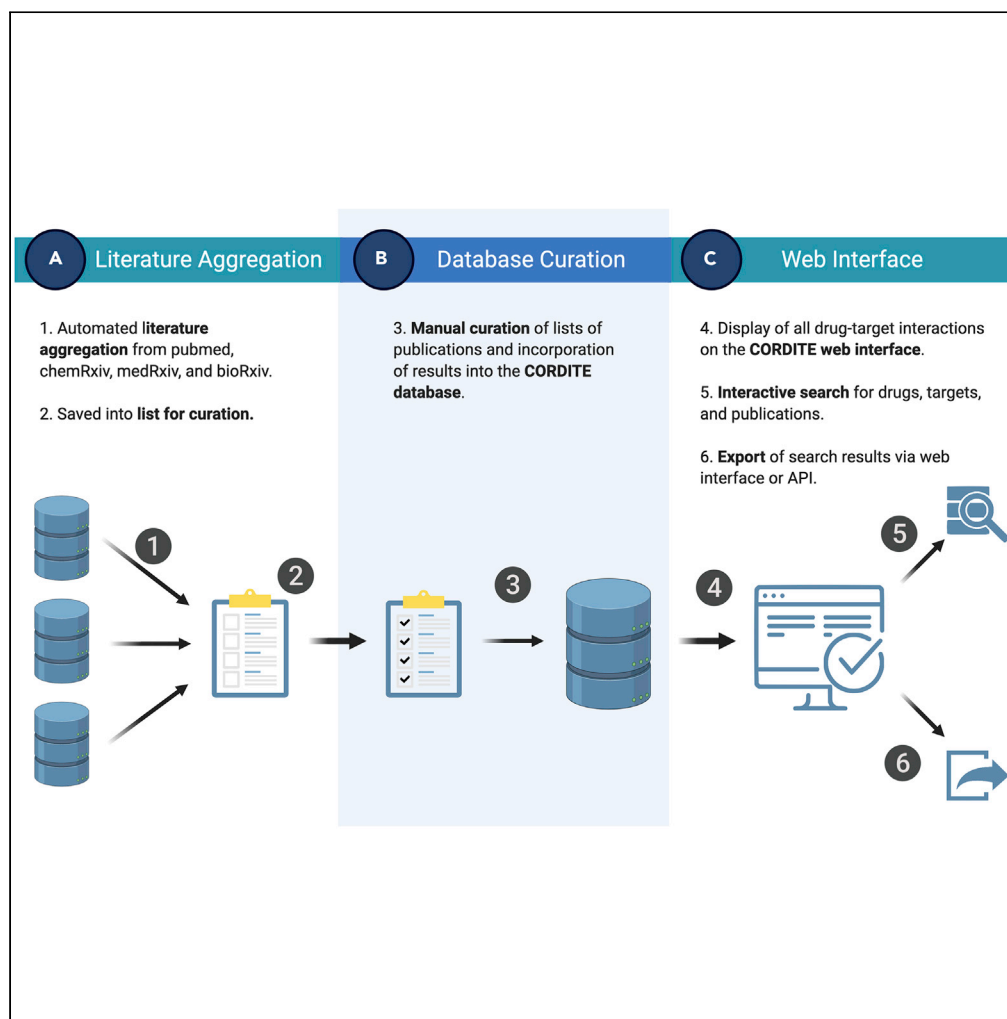 A Literature Aggregation
1. Automated literature
aggregation from pubmed,
chemRxiv, medRxiv, and bioRxiv.
2. Saved into list for curation.
B Database Curation
3. Manual curation of lists of
publications and incorporation
of results into the CORDITE
database.
C Web Interface
4. Display of all drug-target interactions
on the CORDITE web interface.
5. Interactive search for drugs, targets,
and publications.
6. Export of search results via web
interface or API.
1
2
3
4
5
6